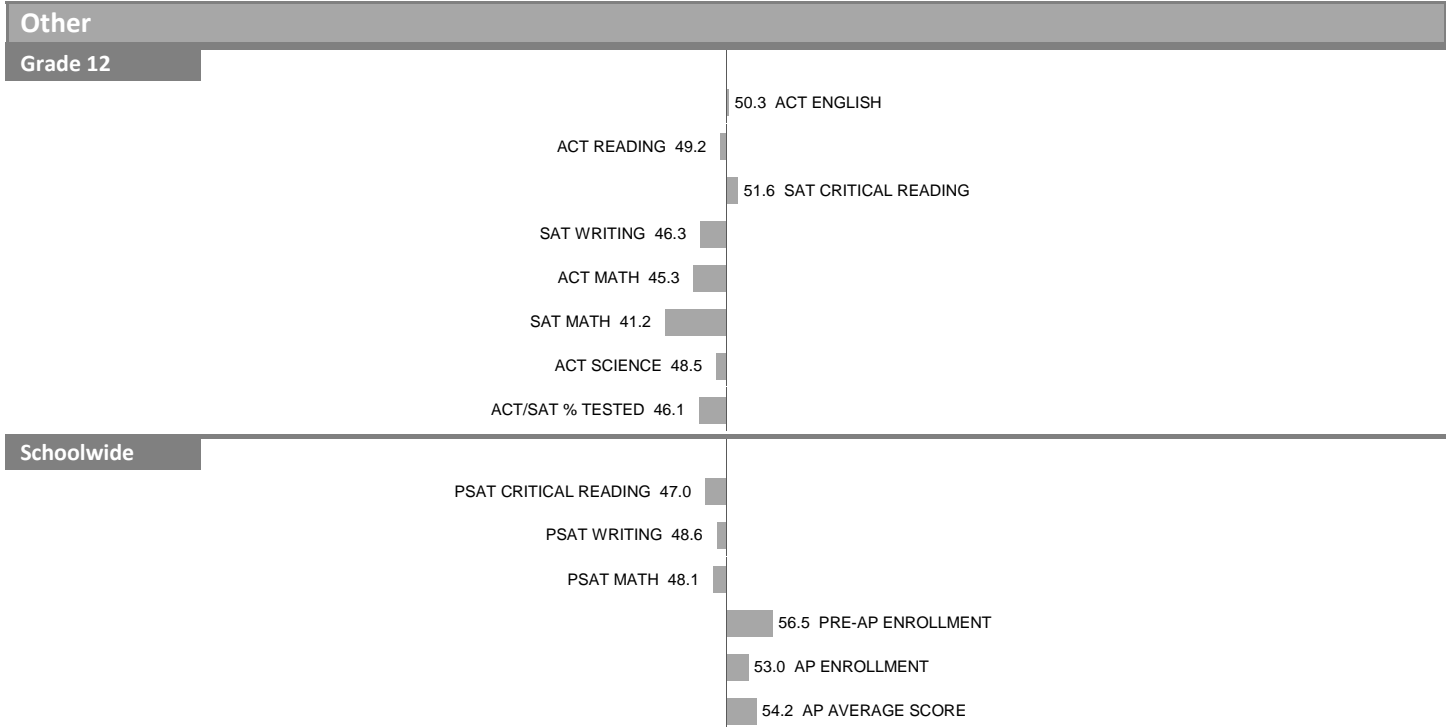 Other
Grade 12
50.3 ACT ENGLISH
ACT READING 49.2
51.6 SAT CRITICAL READING
SAT WRITING 46.3
ACT MATH 45.3
SAT MATH 41.2
ACT SCIENCE 48.5
ACT/SAT % TESTED 46.1
Schoolwide
PSAT CRITICAL READING 47.0
PSAT WRITING 48.6
PSAT MATH 48.1
56.5 PRE-AP ENROLLMENT
53.0 AP ENROLLMENT
54.2 AP AVERAGE SCORE